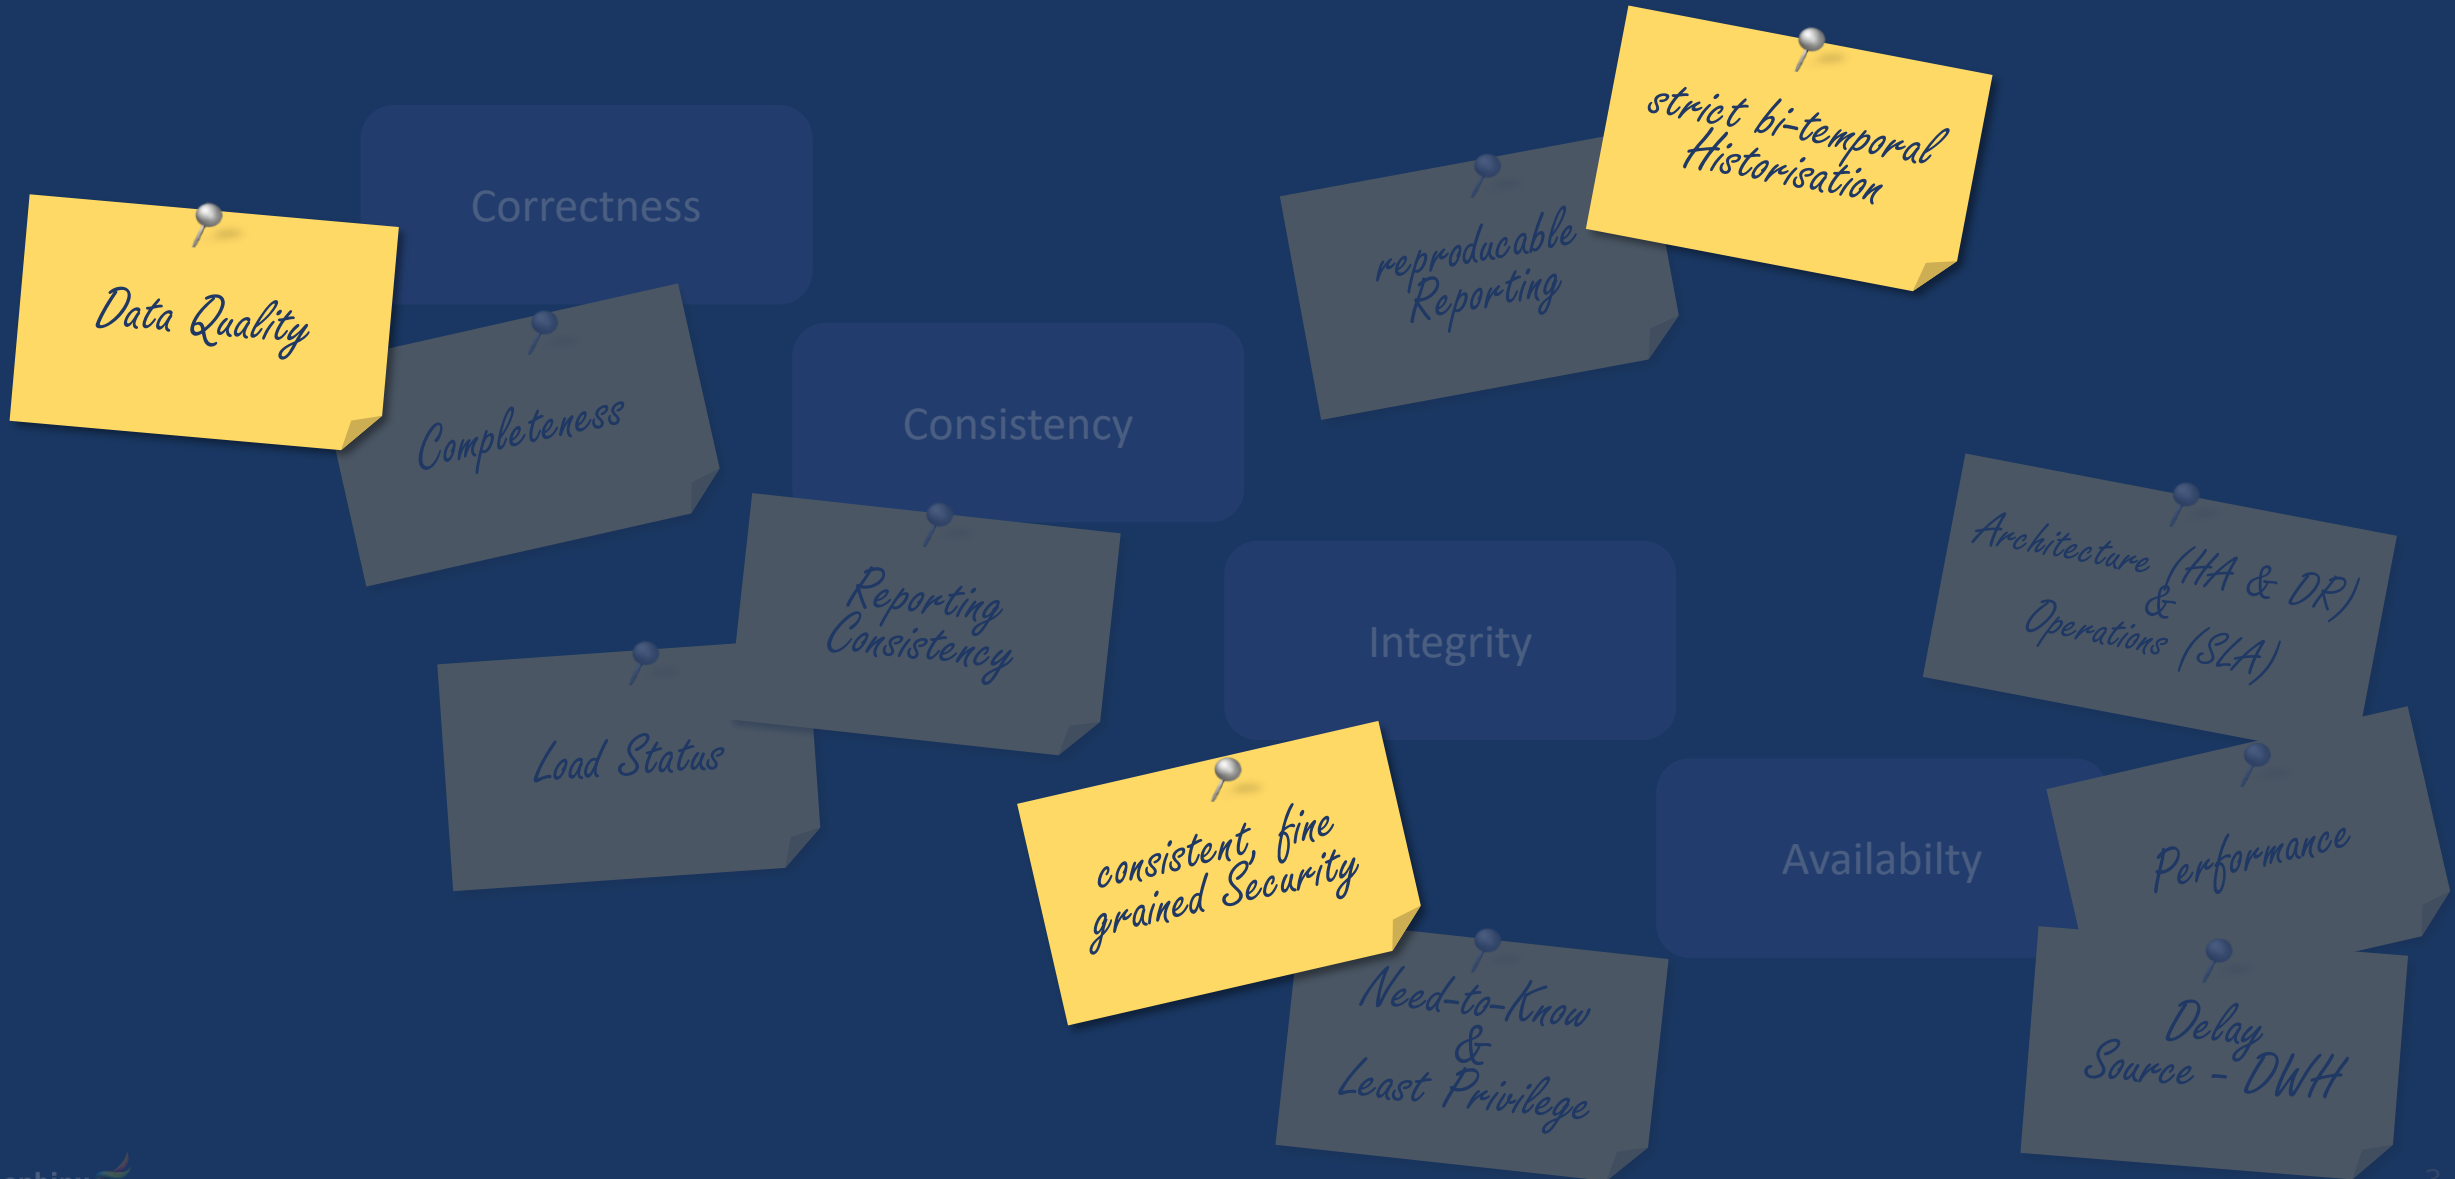 strict bi-temporal
Historisation
Correctness
reproducable
Reporting
Data Quality
Completeness
Consistency
Reporting
Consistency
Architecture (HA & DR)
&
Operations (SLA)
Integrity
Load Status
consistent, fine
grained Security
Availabilty
Performance
Need-to-Know
&
Least Privilege
Delay
Source - DWH